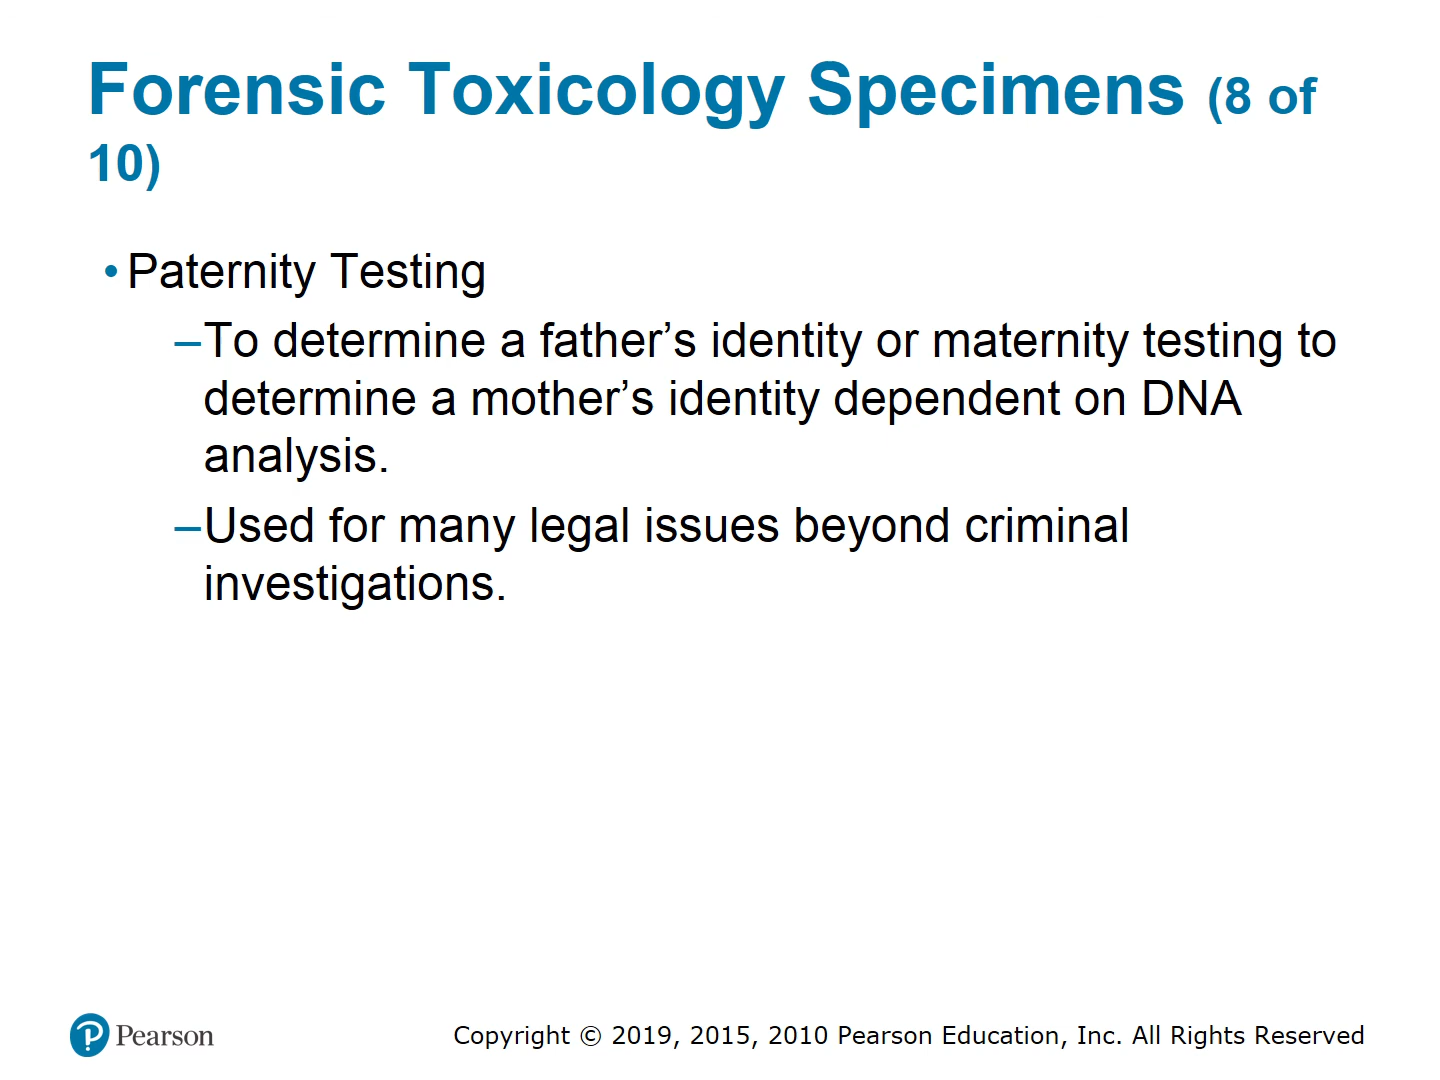 Forensic Toxicology Specimens (8 of
10)
• Paternity Testing
–To determine a father’s identity or maternity testing to
determine a mother’s identity dependent on DNA
analysis.
–Used for many legal issues beyond criminal
investigations.
Pearson
Copyright © 2019, 2015, 2010 Pearson Education, Inc. All Rights Reserved